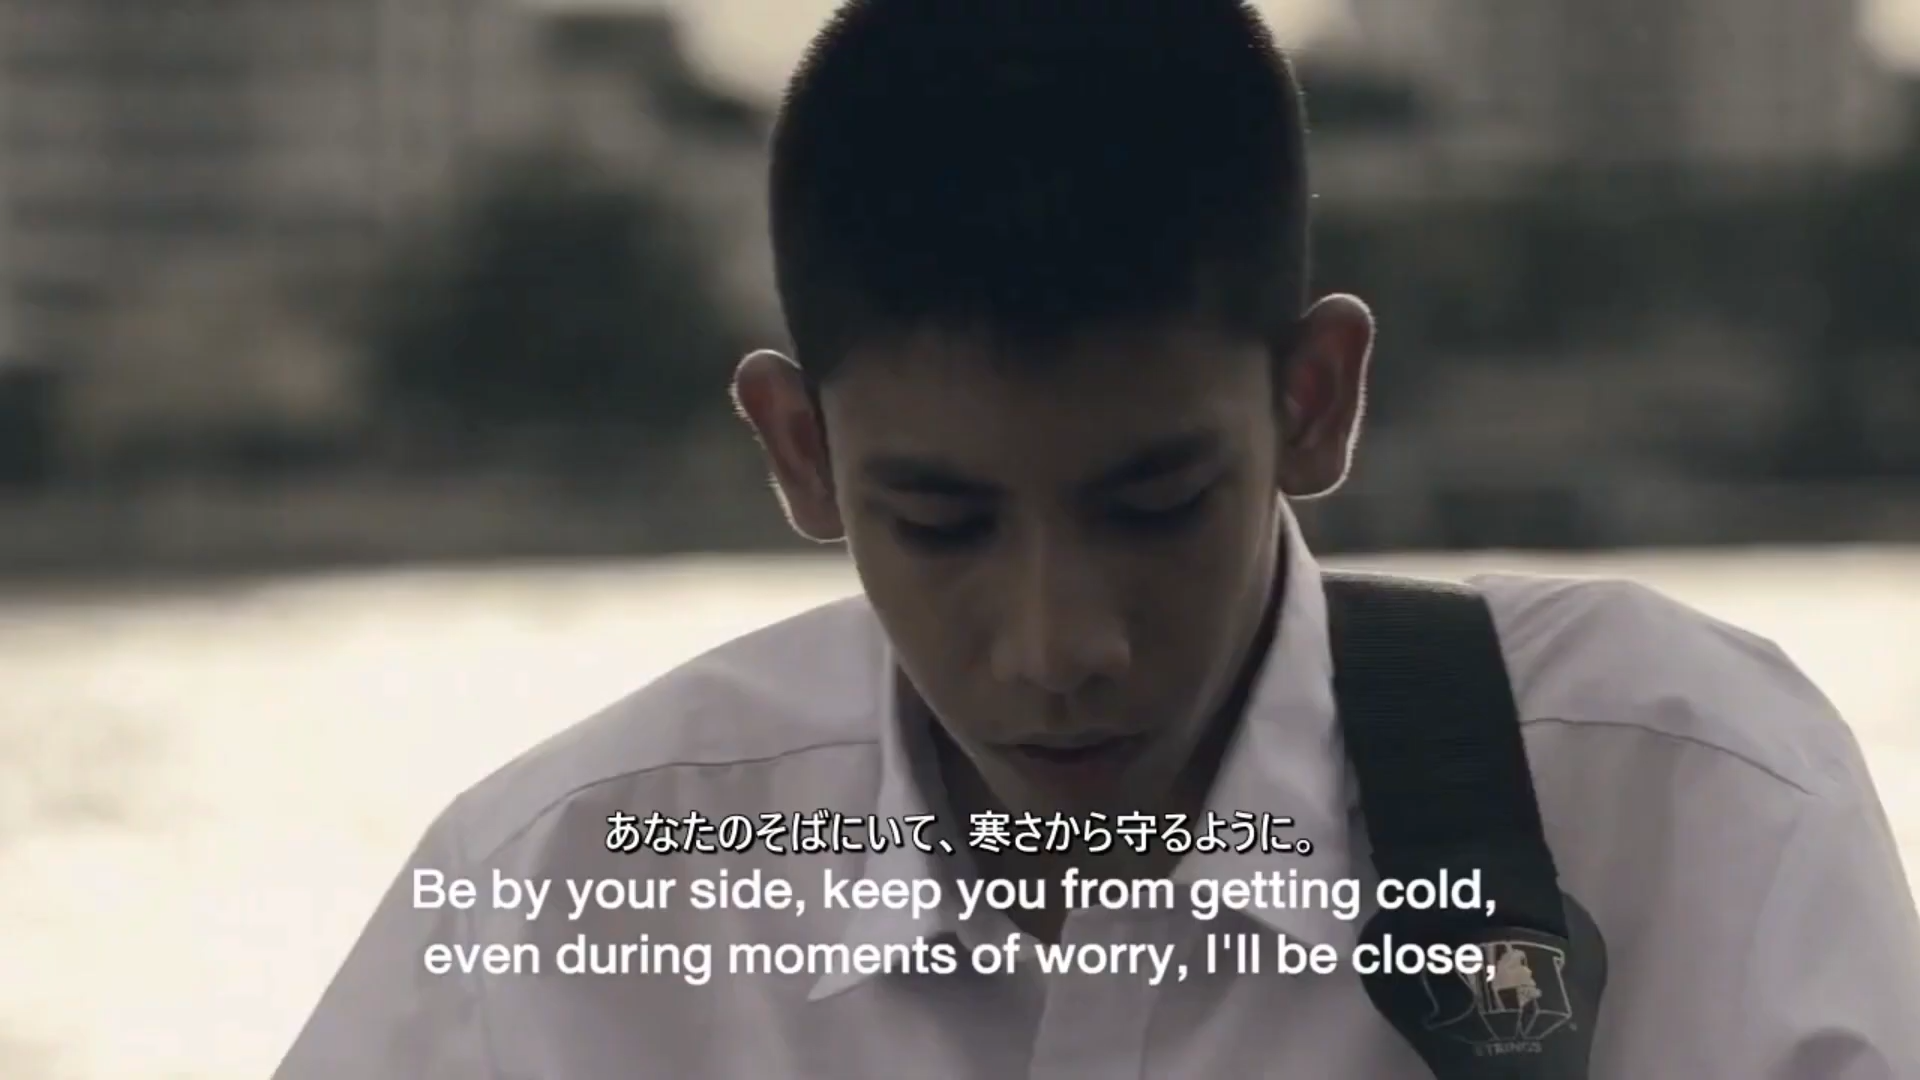 あなたのそばにいて、寒さから守るように。
Be by your side, keep you from getting cold,
even during moments of worry, I'll be close,
STRINGS